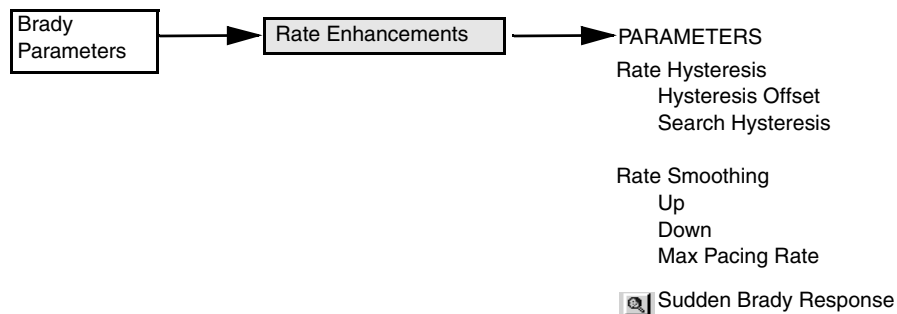 Brady
Parameters
Rate Enhancements
PARAMETERS
Rate Hysteresis
Hysteresis Offset
Search Hysteresis
Rate Smoothing
Up
Down
Max Pacing Rate
Sudden Brady Response